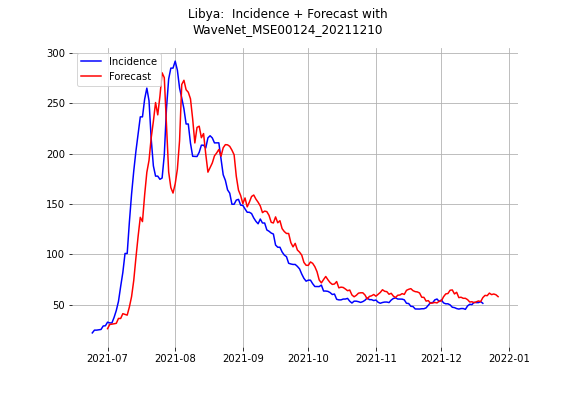 Libya: Incidence + Forecast with
WaveNet_MSE00124_20211210
Incidence
Forecast
300
250
200
150
100
50
2021-07 2021-08 2021-09 2021-10 2021-11 2021-12 2022-01